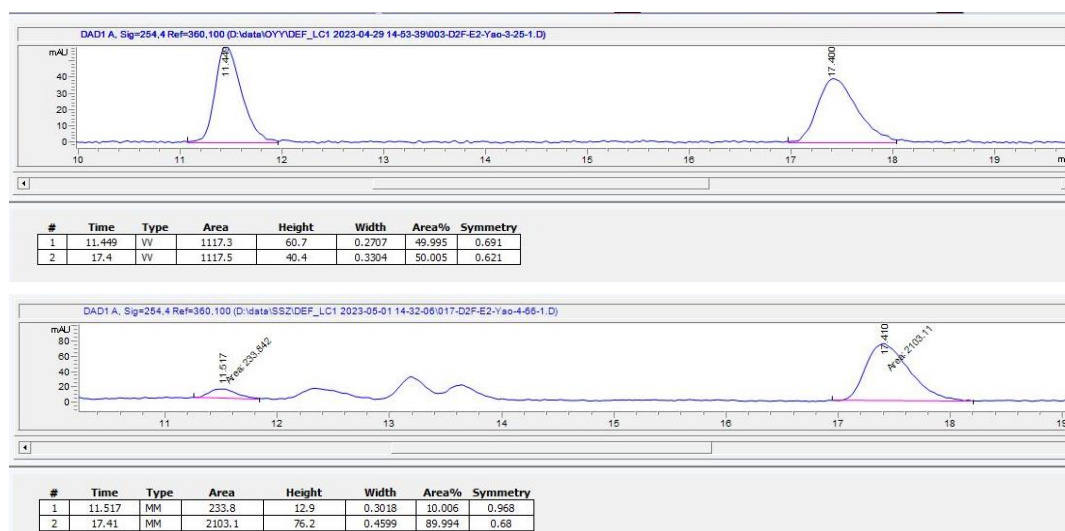 DAD1 A, Sig=254,4 Ref=360,100 (D:\data\OYY\DEF_LC1 2023-04-29 14-53-39\003-D2F-E2-Yao-3-25-1.D)
mAU
40
30
20
10
0
11.449
17.400
10 11 12 13 14 15 16 17 18 19 m
# Time Type Area Height Width Area% Symmetry
1 11.449 VV 1117.3 60.7 0.2707 49.995 0.691
2 17.4 VV 1117.5 40.4 0.3304 50.005 0.621
DAD1 A, Sig=254,4 Ref=360,100 (D:\data\SSZ\DEF_LC1 2023-05-01 14-32-06\017-D2F-E2-Yao-4-66-1.D)
mAU
80
60
40
20
0
11.517
Area: 233.842
17.410
Area: 2103.11
11 12 13 14 15 16 17 18 19
# Time Type Area Height Width Area% Symmetry
1 11.517 MM 233.8 12.9 0.3018 10.006 0.968
2 17.41 MM 2103.1 76.2 0.4599 89.994 0.68